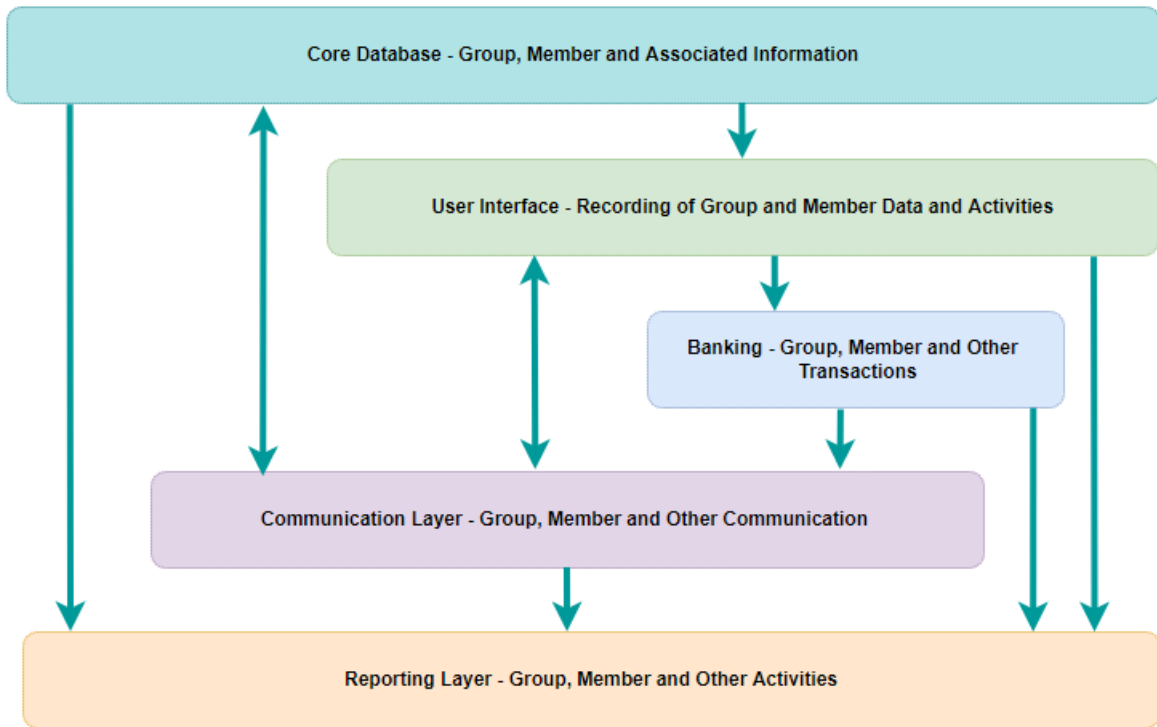 Core Database - Group, Member and Associated Information
User Interface - Recording of Group and Member Data and Activities
Banking - Group, Member and Other
Transactions
Communication Layer - Group, Member and Other Communication
Reporting Layer - Group, Member and Other Activities